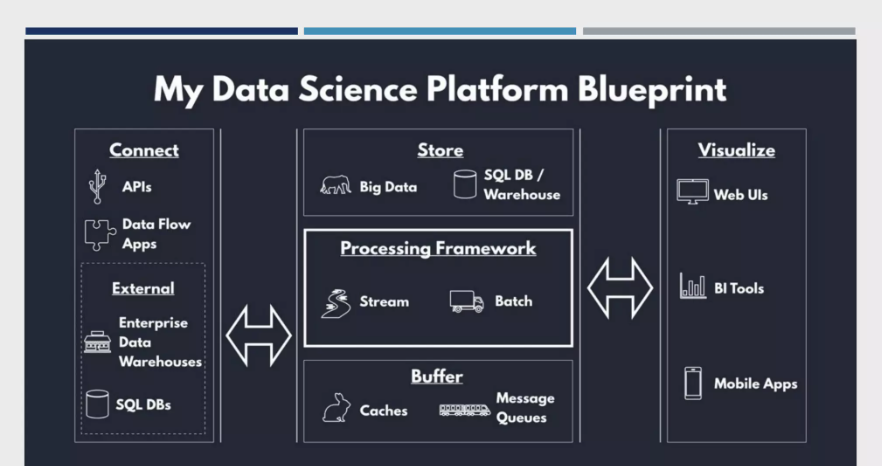 My Data Science Platform Blueprint
Connect
APIs
Data Flow
Apps
External
Enterprise
Data
Warehouses
SQL DBs
Store
Big Data
SQL DB /
Warehouse
Processing Framework
Stream
Batch
Buffer
Caches
Message
Queues
Visualize
Web UIs
BI Tools
Mobile Apps